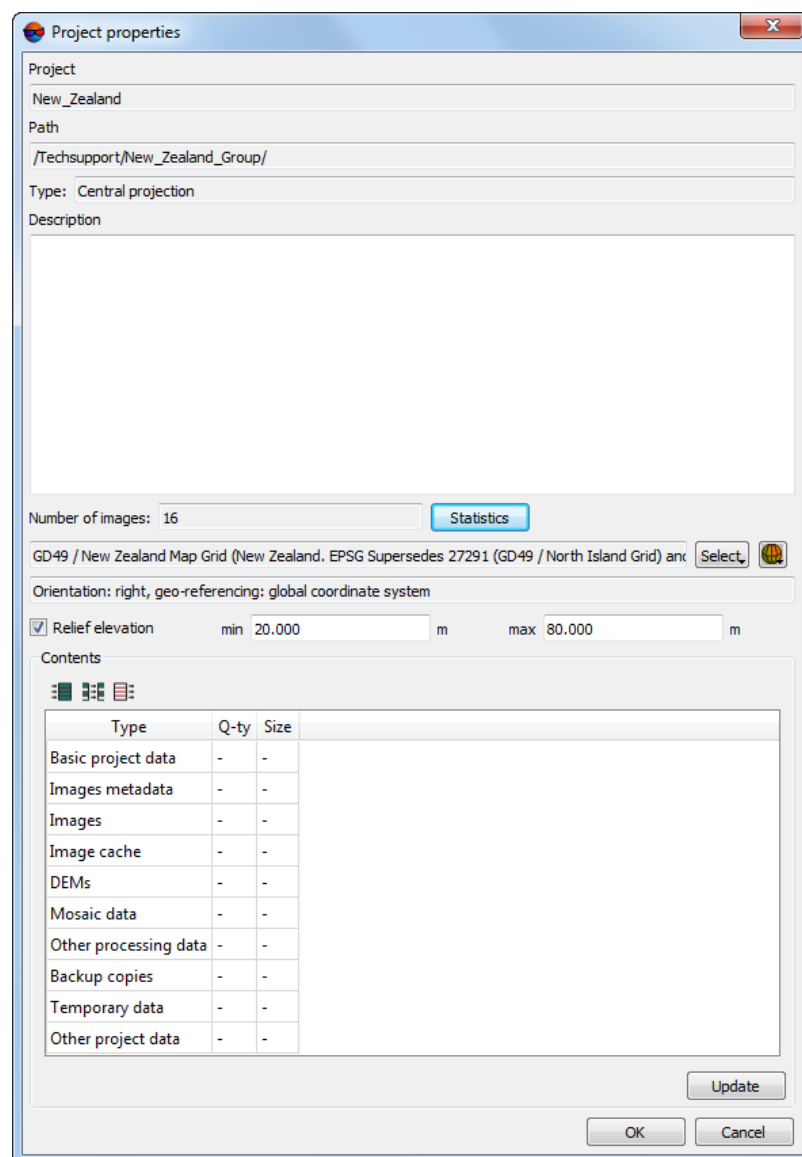 Project properties
Project
New_Zealand
Path
/Techsupport/New_Zealand_Group/
Type: Central projection
Description
Number of images: 16 Statistics
GD49 / New Zealand Map Grid (New Zealand. EPSG Supersedes 27291 (GD49 / North Island Grid) and Select
Orientation: right, geo-referencing: global coordinate system
Relief elevation min 20.000 m max 80.000 m
Contents
Type Q-ty Size
Basic project data - -
Images metadata - -
Images - -
Image cache - -
DEMs - -
Mosaic data - -
Other processing data - -
Backup copies - -
Temporary data - -
Other project data - -
Update
OK Cancel